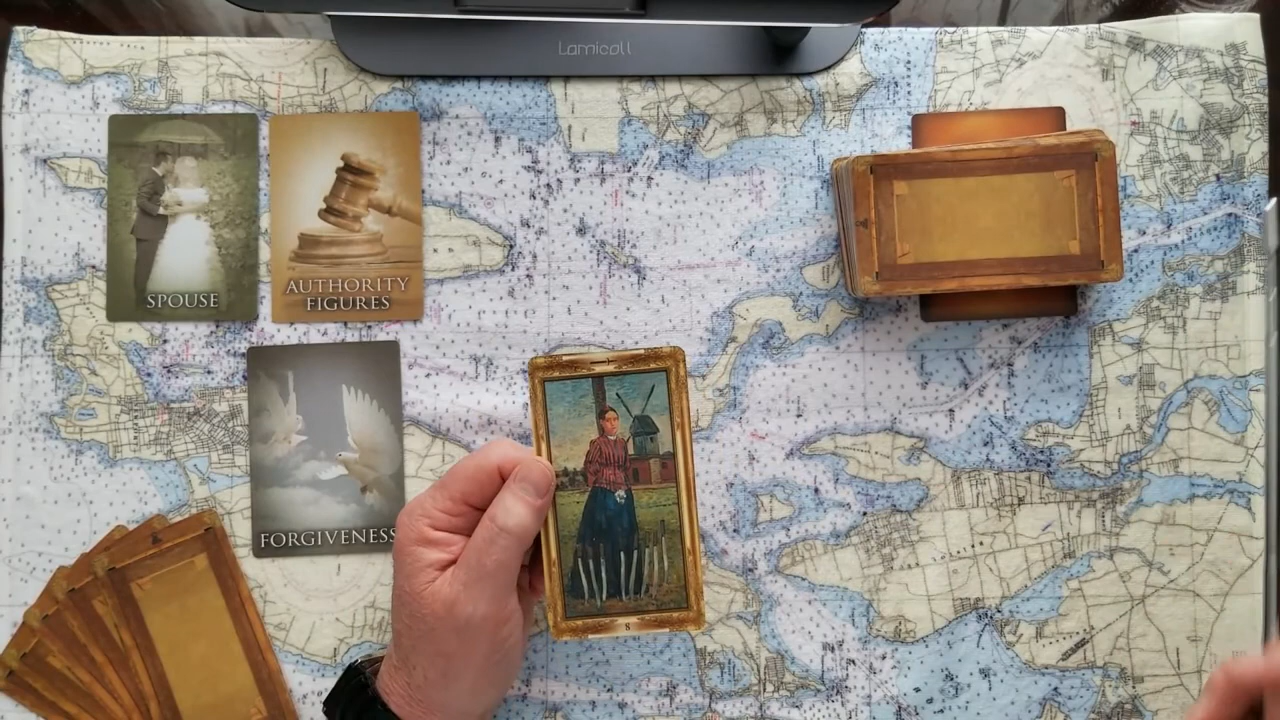 Lamicall
SPOUSE
AUTHORITY
FIGURES
FORGIVENESS
8